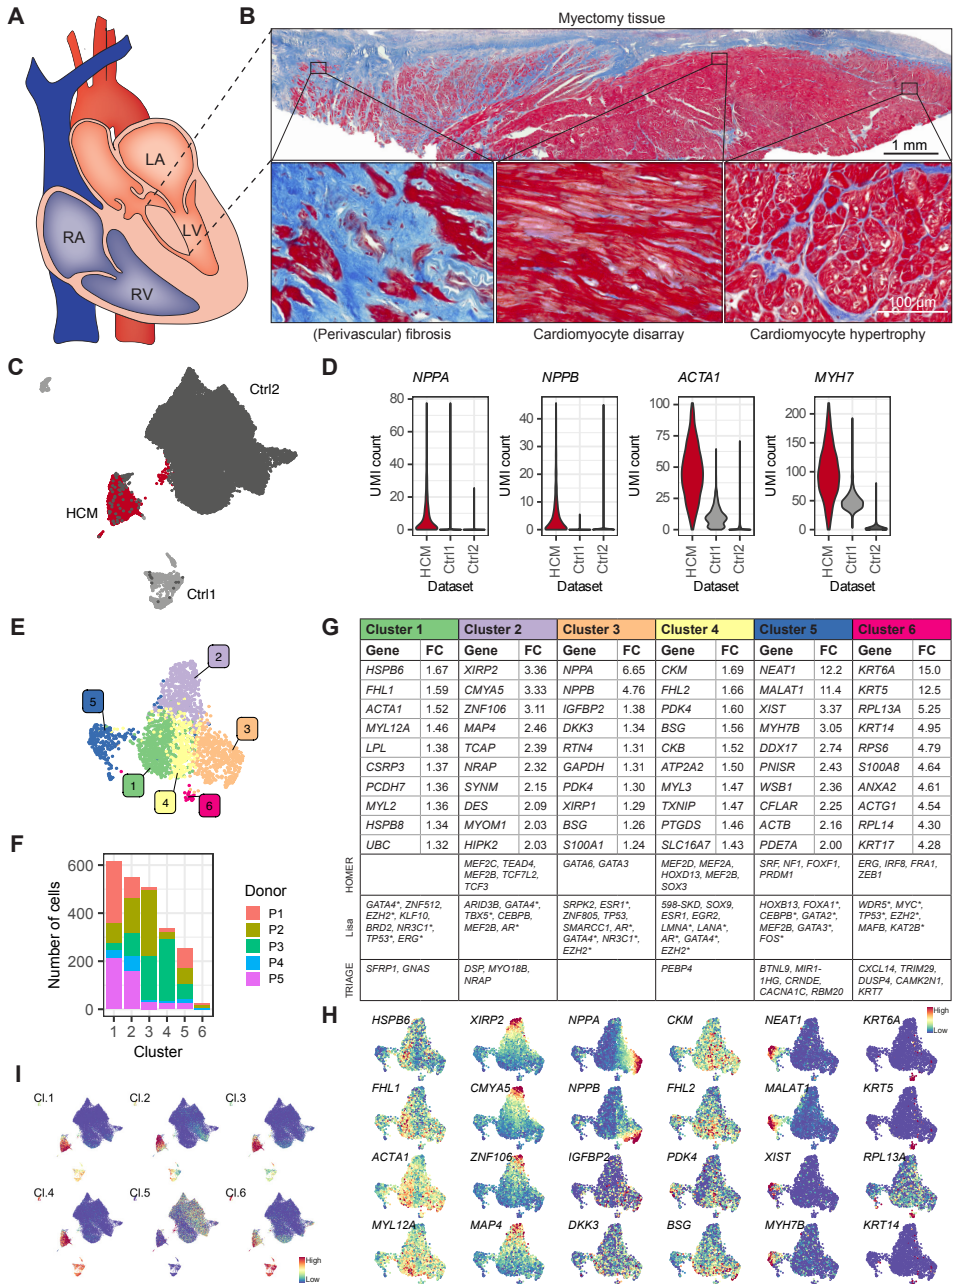 A
LA
RA
LV
RV
B
Myectomy tissue
1 mm
100 µm
(Perivascular) fibrosis
Cardiomyocyte disarray
Cardiomyocyte hypertrophy
C
Ctrl2
HCM
Ctrl1
D
NPPA
NPPB
ACTA1
MYH7
UMI count
80
60
40
20
0
HCM
Ctrl1
Ctrl2
Dataset
UMI count
40
30
20
10
0
HCM
Ctrl1
Ctrl2
Dataset
UMI count
100
75
50
25
0
HCM
Ctrl1
Ctrl2
Dataset
UMI count
200
150
100
50
0
HCM
Ctrl1
Ctrl2
Dataset
E
2
5
3
1
4
6
F
Number of cells
600
400
200
0
1 2 3 4 5 6
Cluster
Donor
P1
P2
P3
P4
P5
G
Cluster 1 Cluster 2 Cluster 3 Cluster 4 Cluster 5 Cluster 6
Gene FC Gene FC Gene FC Gene FC Gene FC Gene FC
HSPB6 1.67 XIRP2 3.36 NPPA 6.65 CKM 1.69 NEAT1 12.2 KRT6A 15.0
FHL1 1.59 CMYA5 3.33 NPPB 4.76 FHL2 1.66 MALAT1 11.4 KRT5 12.5
ACTA1 1.52 ZNF106 3.11 IGFBP2 1.38 PDK4 1.60 XIST 3.37 RPL13A 5.25
MYL12A 1.46 MAP4 2.46 DKK3 1.34 BSG 1.56 MYH7B 3.05 KRT14 4.95
LPL 1.38 TCAP 2.39 RTN4 1.31 CKB 1.52 DDX17 2.74 RPS6 4.79
CSRP3 1.37 NRAP 2.32 GAPDH 1.31 ATP2A2 1.50 PNISR 2.43 S100A8 4.64
PCDH7 1.36 SYNM 2.15 PDK4 1.30 MYL3 1.47 WSB1 2.36 ANXA2 4.61
MYL2 1.36 DES 2.09 XIRP1 1.29 TXNIP 1.47 CFLAR 2.25 ACTG1 4.54
HSPB8 1.34 MYOM1 2.03 BSG 1.26 PTGDS 1.46 ACTB 2.16 RPL14 4.30
UBC 1.32 HIPK2 2.03 S100A1 1.24 SLC16A7 1.43 PDE7A 2.00 KRT17 4.28
HOMER
MEF2C, TEAD4,
MEF2B, TCF7L2,
TCF3
GATA6, GATA3
MEF2D, MEF2A,
HOXD13, MEF2B,
SOX3
SRF, NF1, FOXF1,
PRDM1
ERG, IRF8, FRA1,
ZEB1
Lisa
GATA4*, ZNF512,
EZH2*, KLF10,
BRD2, NR3C1*,
TP53*, ERG*
ARID3B, GATA4*,
TBX5*, CEBPB,
MEF2B, AR*
SRPK2, ESR1*,
ZNF805, TP53,
SMARCC1, AR*,
GATA4*, NR3C1*,
EZH2*
598-SKD, SOX9,
ESR1, EGR2,
LMNA*, LANA*,
AR*, GATA4*,
EZH2*
HOXB13, FOXA1*,
CEBPB*, GATA2*,
MEF2B, GATA3*,
FOS*
WDR5*, MYC*,
TP53*, EZH2*,
MAFB, KAT2B*
TRIAGE
SFRP1, GNAS
DSP, MYO18B,
NRAP
PEBP4
BTNL9, MIR1-
1HG, CRNDE,
CACNA1C, RBM20
CXCL14, TRIM29,
DUSP4, CAMK2N1,
KRT7
H
High
Low
HSPB6 XIRP2 NPPA CKM NEAT1 KRT6A
FHL1 CMYA5 NPPB FHL2 MALAT1 KRT5
ACTA1 ZNF106 IGFBP2 PDK4 XIST RPL13A
MYL12A MAP4 DKK3 BSG MYH7B KRT14
I
Cl.1 Cl.2 Cl.3
Cl.4 Cl.5 Cl.6
High
Low